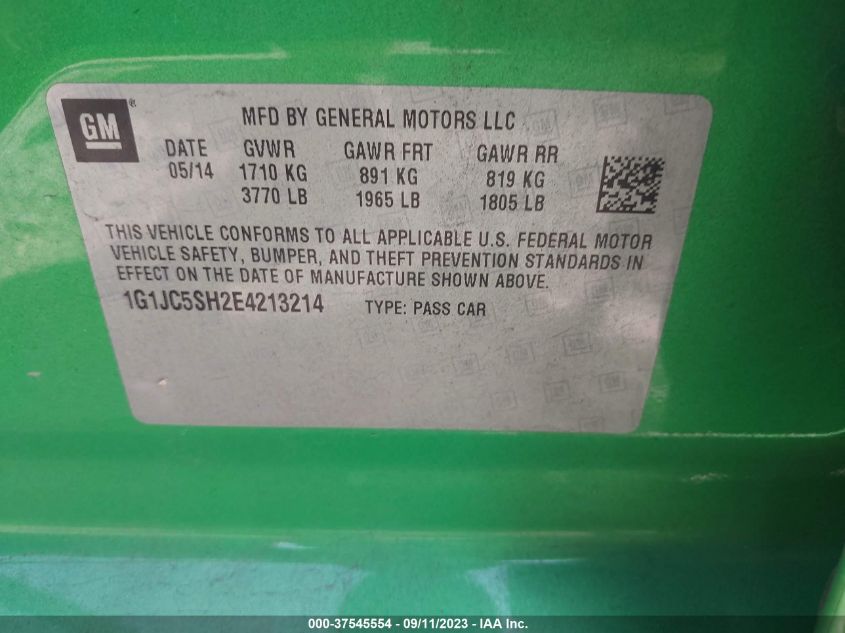 GM ®
MFD BY GENERAL MOTORS LLC
DATE GVWR GAWR FRT GAWR RR
05/14 1710 KG 891 KG 819 KG
3770 LB 1965 LB 1805 LB
THIS VEHICLE CONFORMS TO ALL APPLICABLE U.S. FEDERAL MOTOR
VEHICLE SAFETY, BUMPER, AND THEFT PREVENTION STANDARDS IN
EFFECT ON THE DATE OF MANUFACTURE SHOWN ABOVE.
1G1JC5SH2E4213214 TYPE: PASS CAR
000-37545554 - 09/11/2023 - IAA Inc.